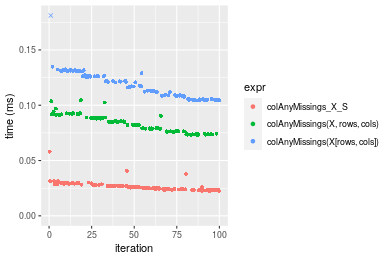 time (ms)
0.15
0.10
0.05
0.00
0
25
50
75
100
iteration
expr
colAnyMissings_X_S
colAnyMissings(X, rows, cols)
colAnyMissings(X[rows, cols])